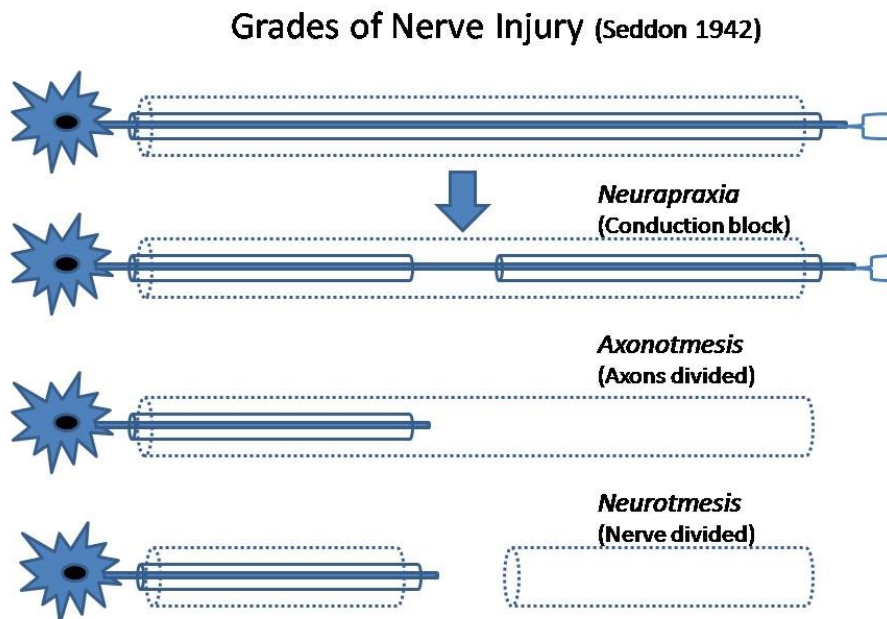 Grades of Nerve Injury (Seddon 1942)
Neurapraxia
(Conduction block)
Axonotmesis
(Axons divided)
Neurotmesis
(Nerve divided)